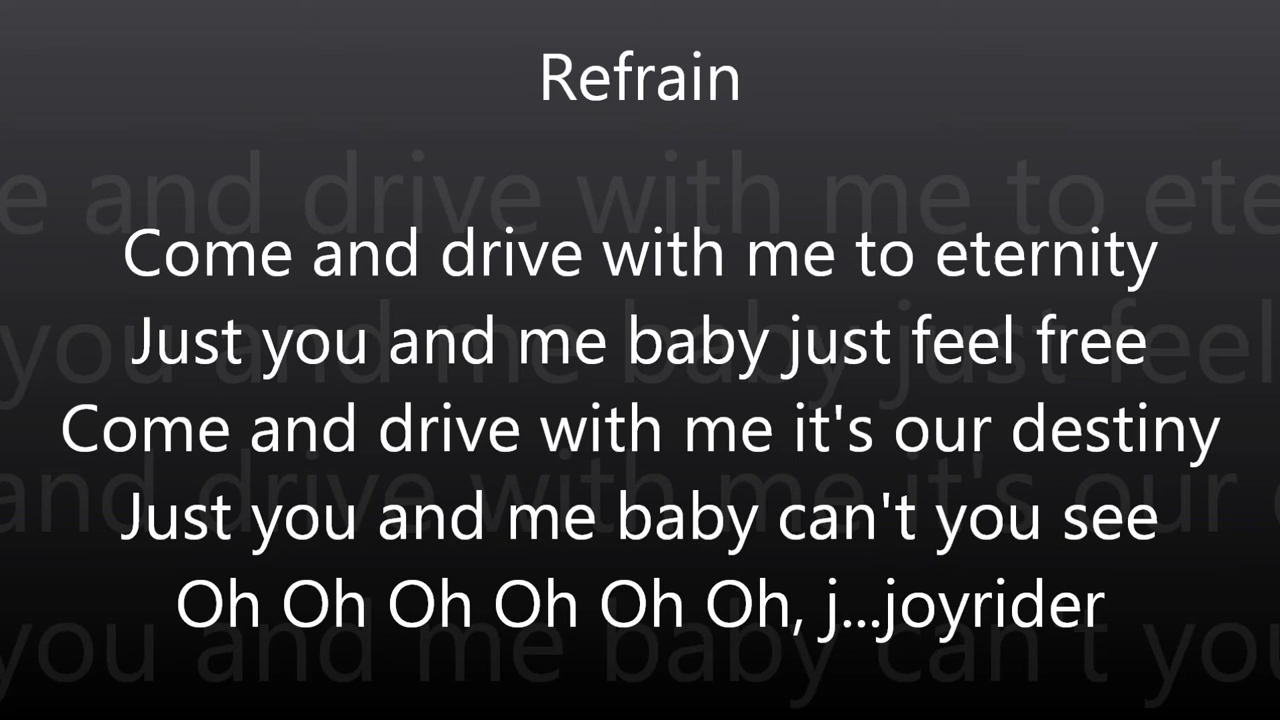 Refrain
Come and drive with me to eternity
Just you and me baby just feel free
Come and drive with me it's our destiny
Just you and me baby can't you see
Oh Oh Oh Oh Oh Oh, j...joyrider